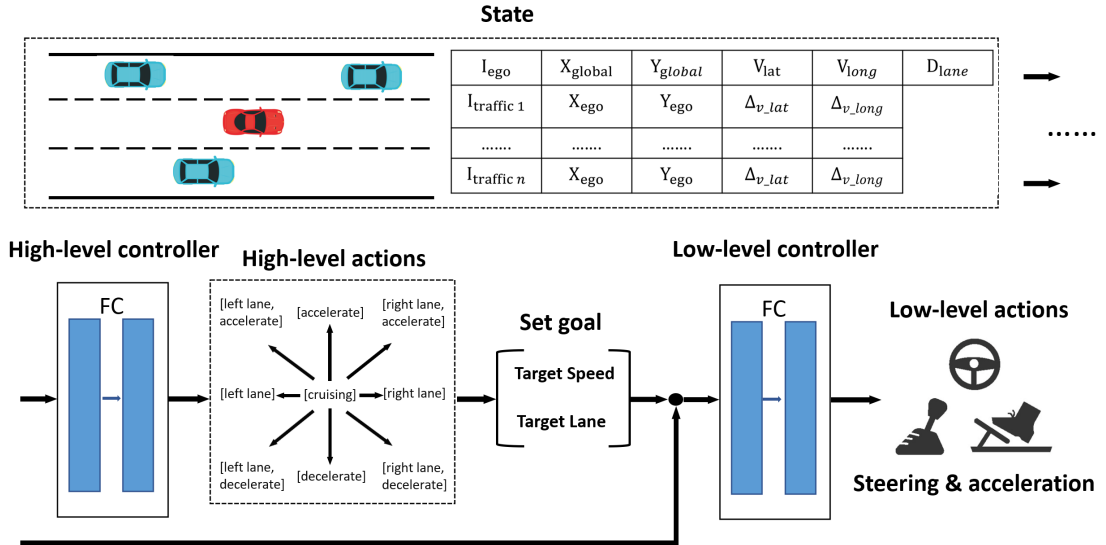 State
I_ego X_global Y_global V_lat V_long D_lane
I_traffic 1 X_ego Y_ego Δ_v_lat Δ_v_long
....... ....... ....... ....... .......
I_traffic n X_ego Y_ego Δ_v_lat Δ_v_long
......
High-level controller
FC
High-level actions
[left lane,
accelerate]
[accelerate]
[right lane,
accelerate]
[left lane]
[cruising]
[right lane]
[left lane,
decelerate]
[decelerate]
[right lane,
decelerate]
Set goal
Target Speed
Target Lane
Low-level controller
FC
Low-level actions
Steering & acceleration